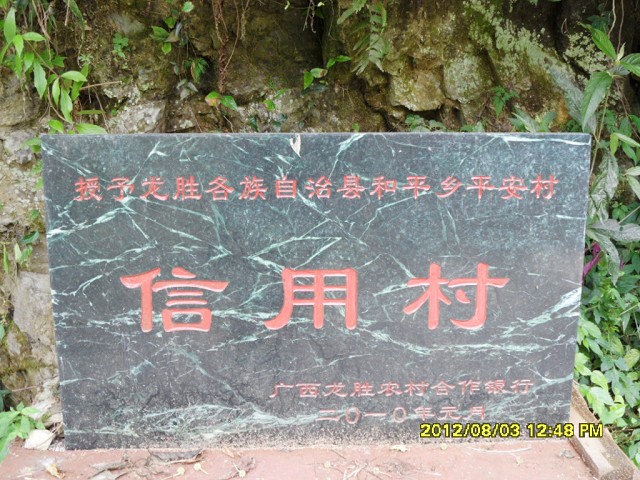 授予龙胜各族自治县和平乡平安村
信用村
广西龙胜农村合作银行
二〇一〇年元月
2012/08/03 12:48 PM